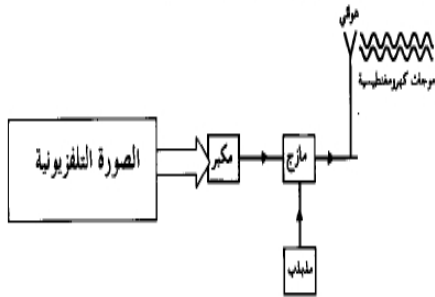 هوائي
موجات كهرومغنطيسية
الصورة التلفزيونية
مكبر
مازج
مذبذب